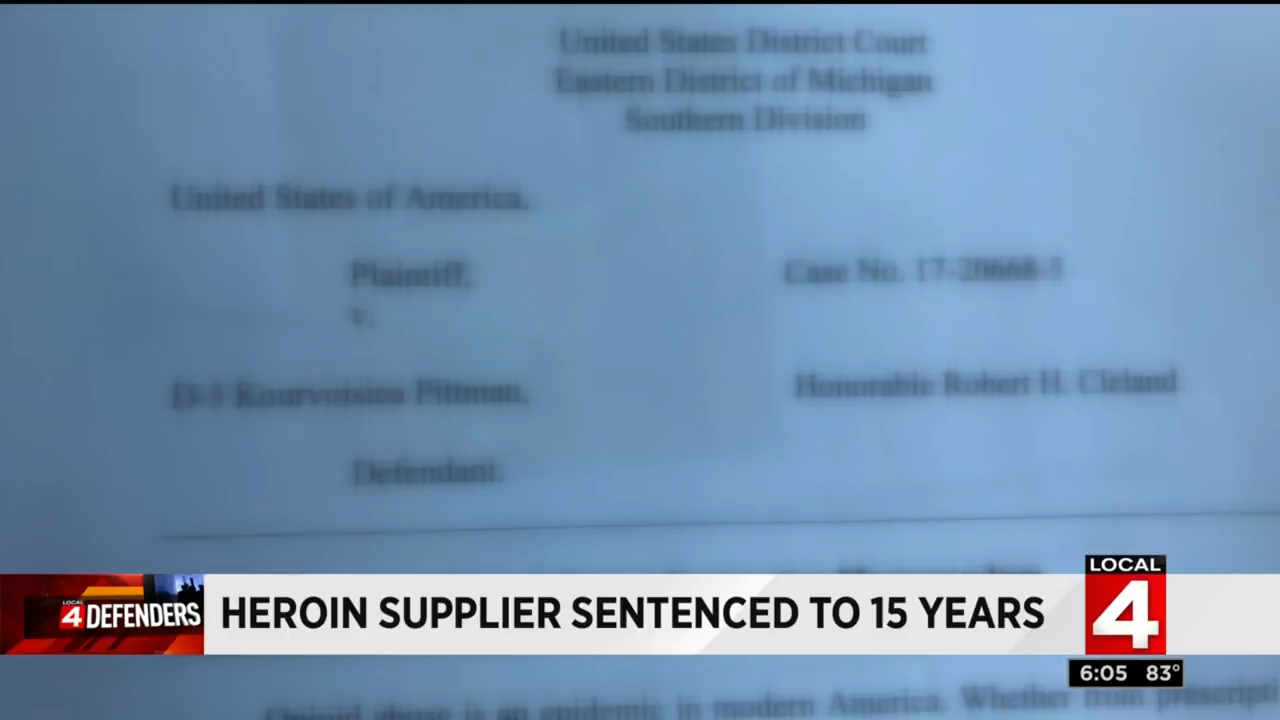 United States District Court
Eastern District of Michigan
Southern Division
United States of America,
Plaintiff, Case No. 17-20668-5
v.
D-5 Kourvoisius Pittman, Honorable Robert H. Cleland
Defendant.
LOCAL
4 DEFENDERS
HEROIN SUPPLIER SENTENCED TO 15 YEARS
LOCAL
4
6:05 83°
Opioid abuse is an epidemic in modern America. Whether from